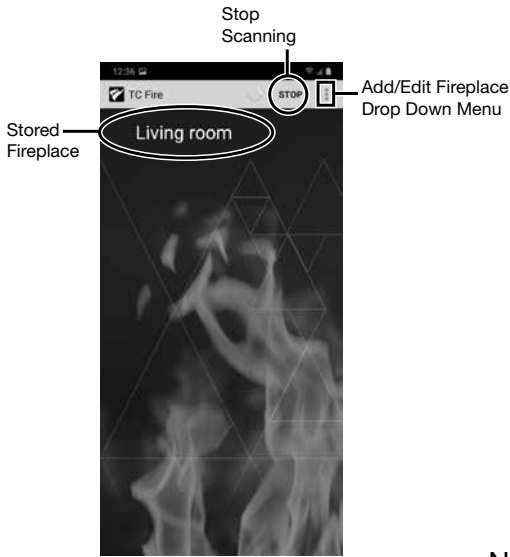 Stop
Scanning
12:36
TC Fire
STOP
Add/Edit Fireplace
Drop Down Menu
Stored
Fireplace
Living room
N